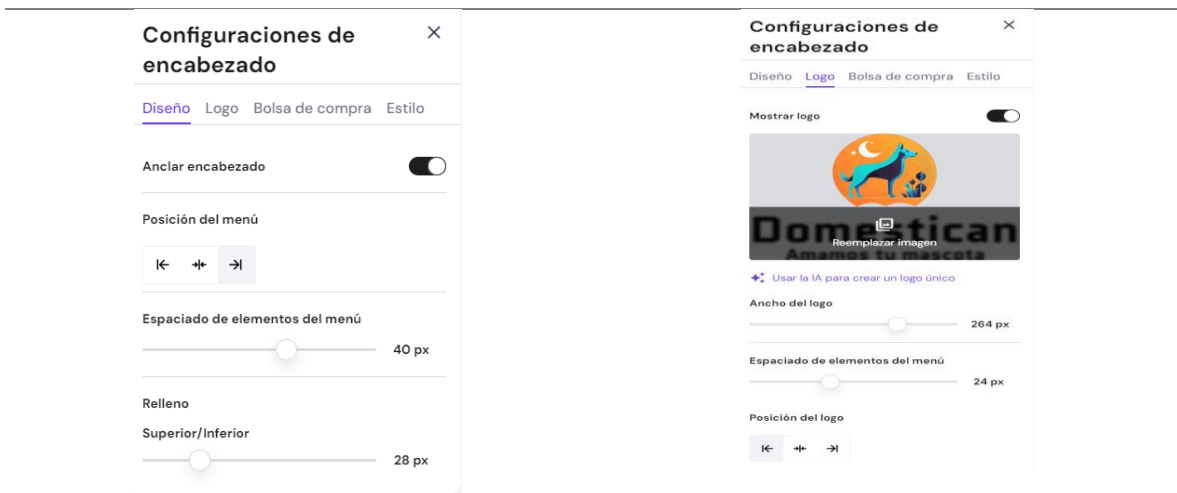 Configuraciones de
encabezado
Diseño Logo Bolsa de compra Estilo
Anclar encabezado
Posición del menú
Espaciado de elementos del menú
40 px
Relleno
Superior/Inferior
28 px
Configuraciones de
encabezado
Diseño Logo Bolsa de compra Estilo
Mostrar logo
Domestican
Reemplazar imagen
Amamos tu mascota
Usar la IA para crear un logo único
Ancho del logo
264 px
Espaciado de elementos del menú
24 px
Posición del logo